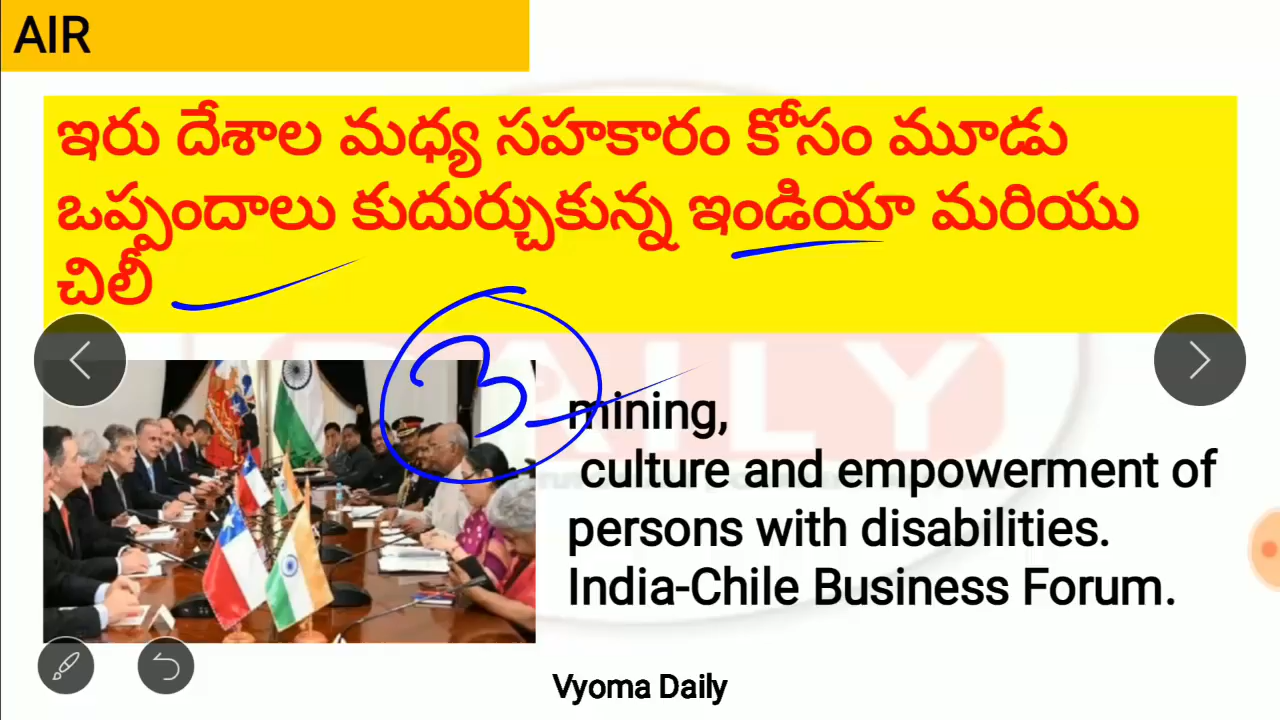 AIR
ఇరు దేశాల మధ్య సహకారం కోసం మూడు
ఒప్పందాలు కుదుర్చుకున్న ఇండియా మరియు
చిలీ
3
mining,
culture and empowerment of
persons with disabilities.
India-Chile Business Forum.
DAILY
Vyoma Daily